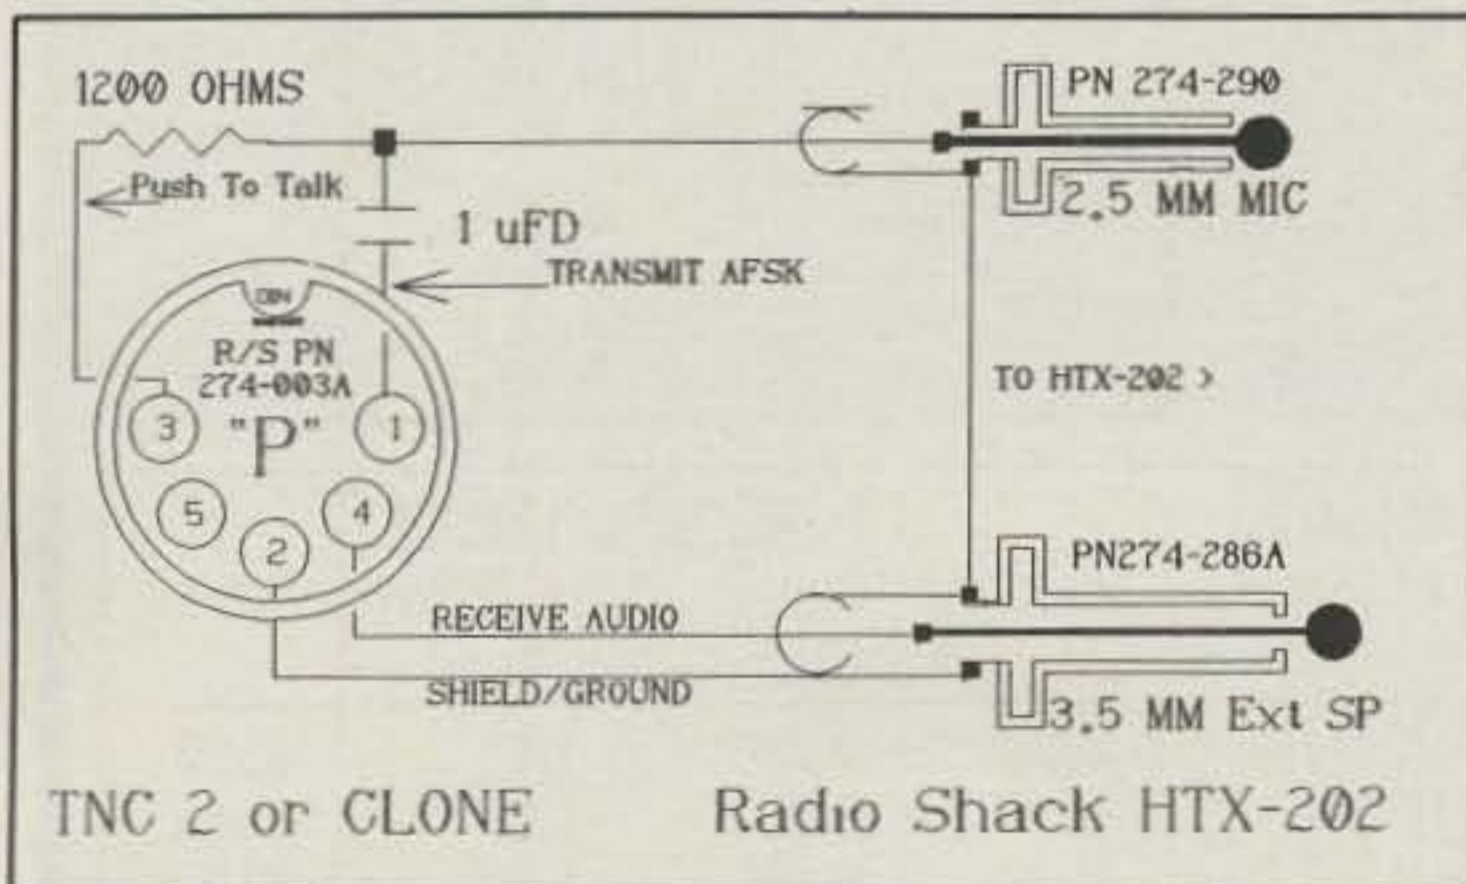 1200 OHMS
PN 274-290
Push To Talk
2.5 MM MIC
1 uFD
TRANSMIT AFSK
DIN
R/S PN
274-003A
TO HTX-202 >
"P"
3
1
5
4
2
PN274-286A
RECEIVE AUDIO
SHIELD/GROUND
3.5 MM Ext SP
TNC 2 or CLONE
Radio Shack HTX-202